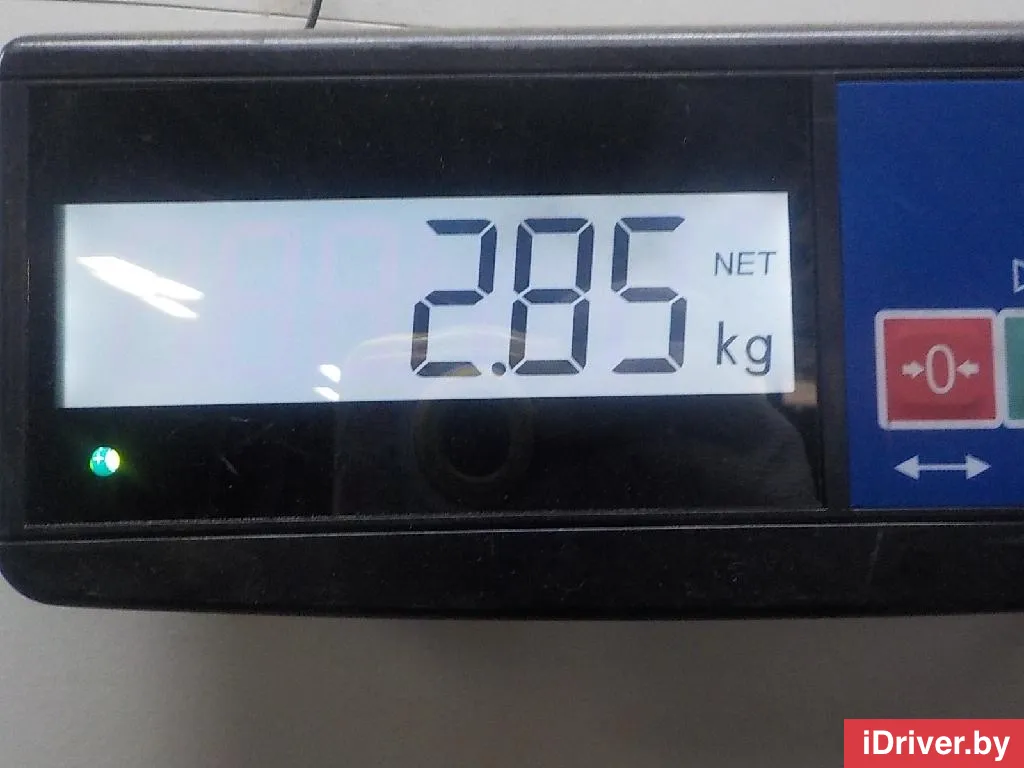 2.85
NET
kg
→0←
iDriver.by